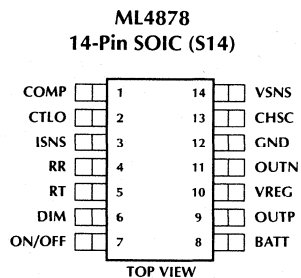 ML4878
14-Pin SOIC (S14)
COMP 1 14 VSNS
CTLO 2 13 CHSC
ISNS 3 12 GND
RR 4 11 OUTN
RT 5 10 VREG
DIM 6 9 OUTP
ON/OFF 7 8 BATT
TOP VIEW